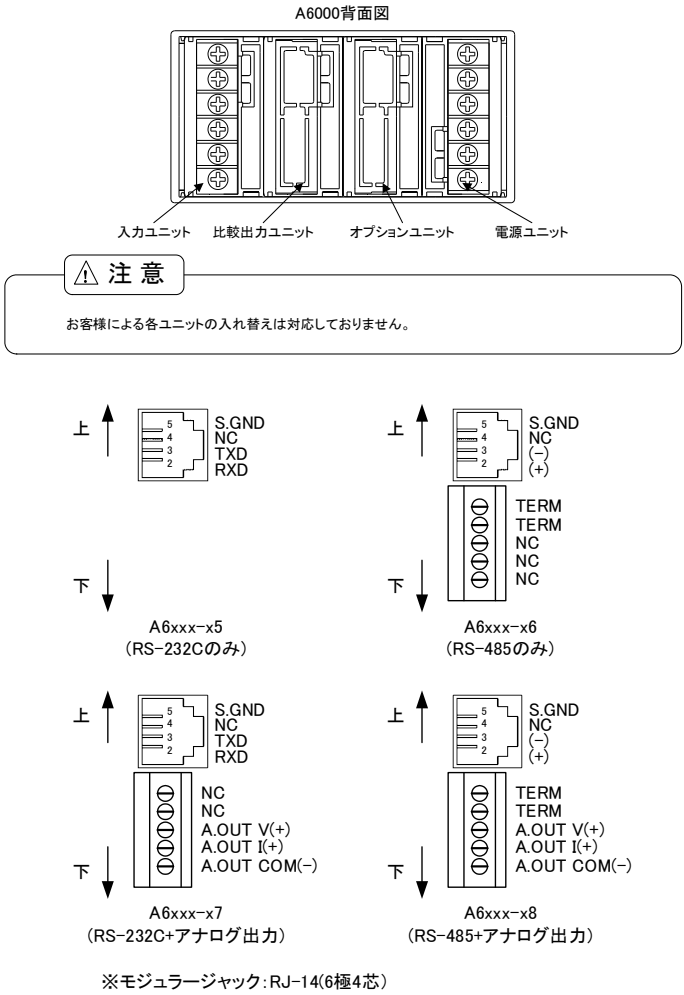 A6000背面図
入力ユニット 比較出力ユニット オプションユニット 電源ユニット
⚠ 注 意
お客様による各ユニットの入れ替えは対応しておりません。
上
5 S.GND
4 NC
3 TXD
2 RXD
下
A6xxx-x5
(RS-232Cのみ)
上
5 S.GND
4 NC
3 (-)
2 (+)
TERM
TERM
NC
NC
NC
下
A6xxx-x6
(RS-485のみ)
上
5 S.GND
4 NC
3 TXD
2 RXD
NC
NC
A.OUT V(+)
A.OUT I(+)
A.OUT COM(-)
下
A6xxx-x7
(RS-232C+アナログ出力)
上
5 S.GND
4 NC
3 (-)
2 (+)
TERM
TERM
A.OUT V(+)
A.OUT I(+)
A.OUT COM(-)
下
A6xxx-x8
(RS-485+アナログ出力)
※モジュラージャック:RJ-14(6極4芯)